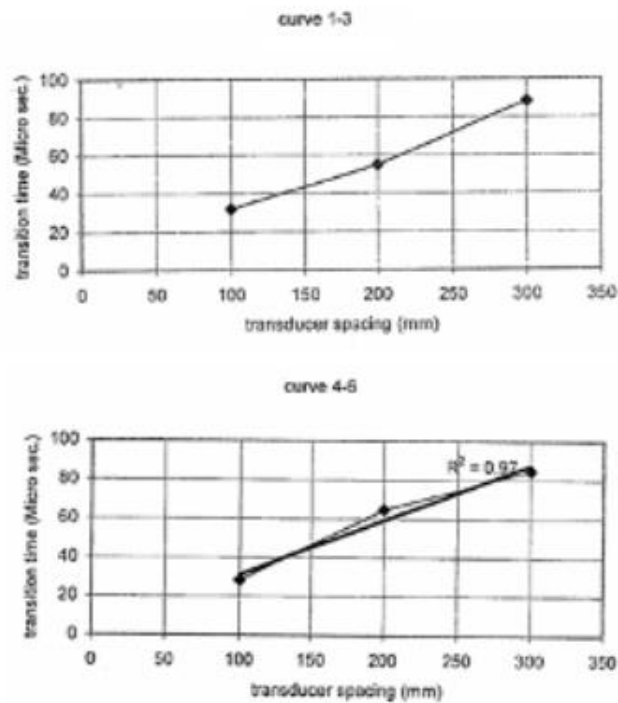 curve 1-3
100
80
60
40
20
0
transition time (Micro sec.)
0 50 100 150 200 250 300 350
transducer spacing (mm)
curve 4-6
100
80
60
40
20
0
transition time (Micro sec.)
R² = 0.97
0 50 100 150 200 250 300 350
transducer spacing (mm)